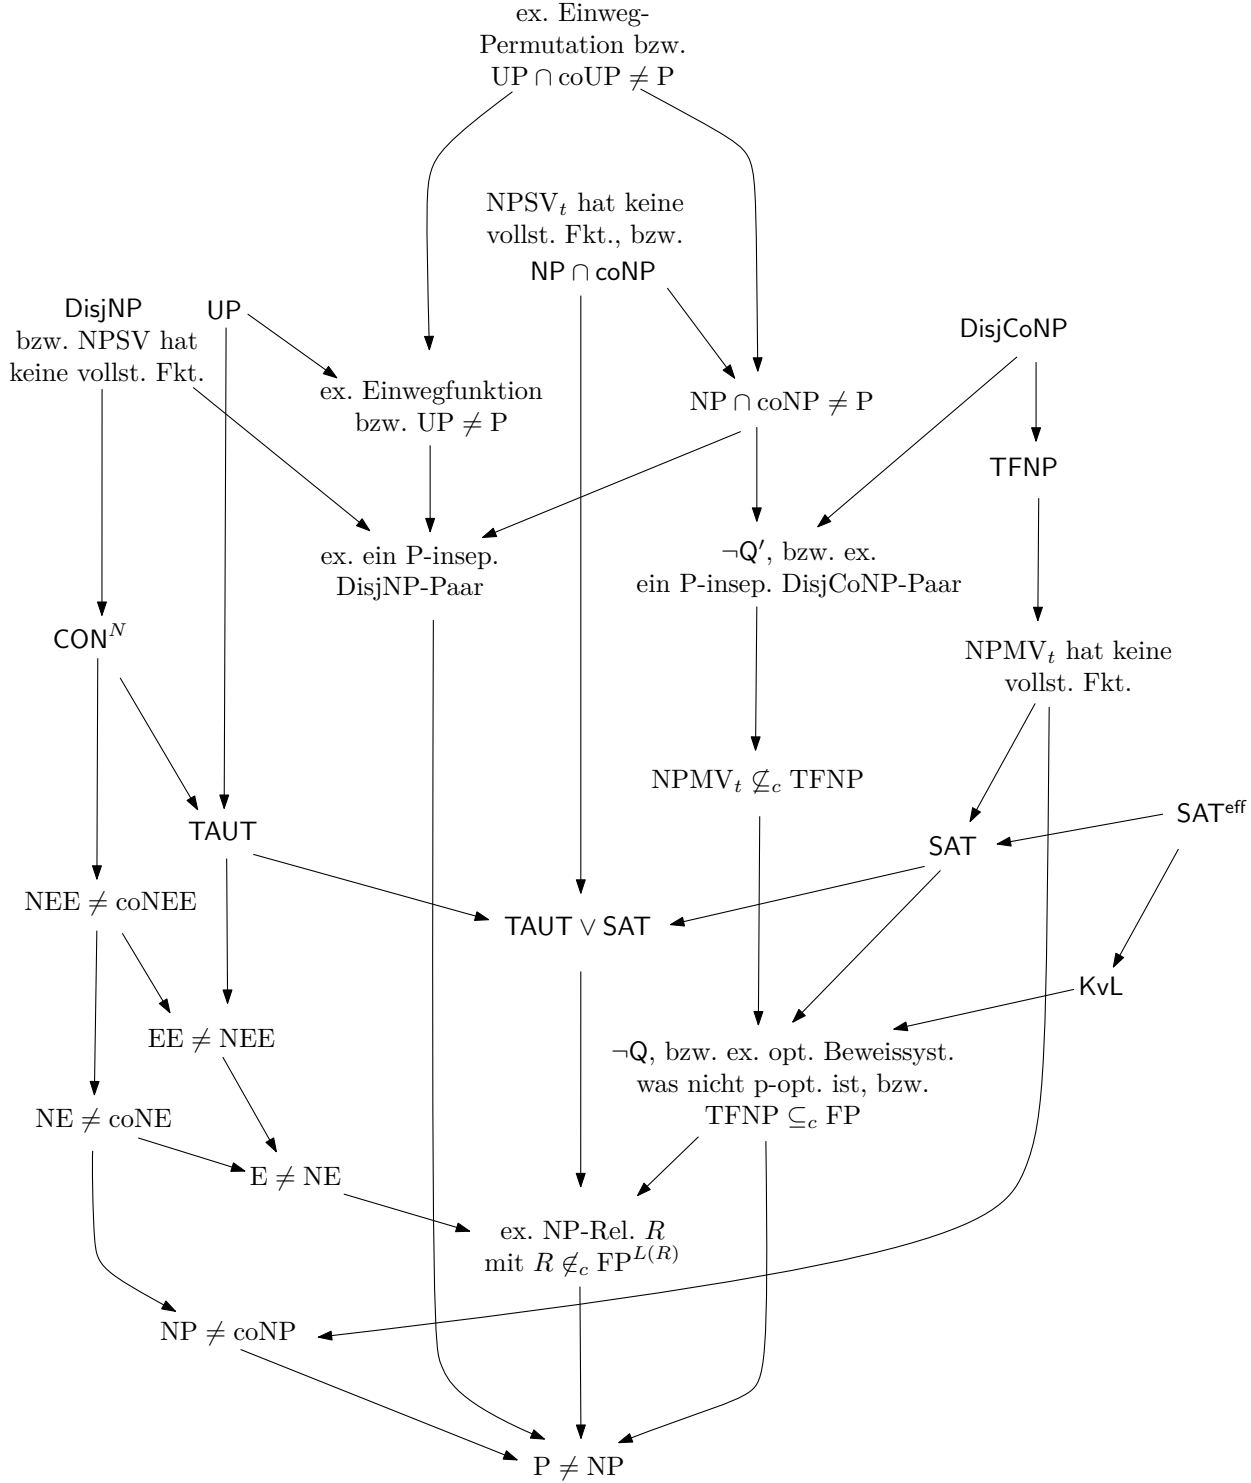 ex. Einweg-
Permutation bzw.
UP ∩ coUP ≠ P
NPSVₜ hat keine
vollst. Fkt., bzw.
NP ∩ coNP
DisjNP
bzw. NPSV hat
keine vollst. Fkt.
UP
DisjCoNP
ex. Einwegfunktion
bzw. UP ≠ P
NP ∩ coNP ≠ P
TFNP
ex. ein P-insep.
DisjNP-Paar
¬Q′, bzw. ex.
ein P-insep. DisjCoNP-Paar
CONᴺ
NPMVₜ hat keine
vollst. Fkt.
NPMVₜ ⊈_c TFNP
TAUT
SAT
SAT^eff
NEE ≠ coNEE
TAUT ∨ SAT
KvL
EE ≠ NEE
¬Q, bzw. ex. opt. Beweissyst.
was nicht p-opt. ist, bzw.
TFNP ⊆_c FP
NE ≠ coNE
E ≠ NE
ex. NP-Rel. R
mit R ∉_c FP^L(R)
NP ≠ coNP
P ≠ NP